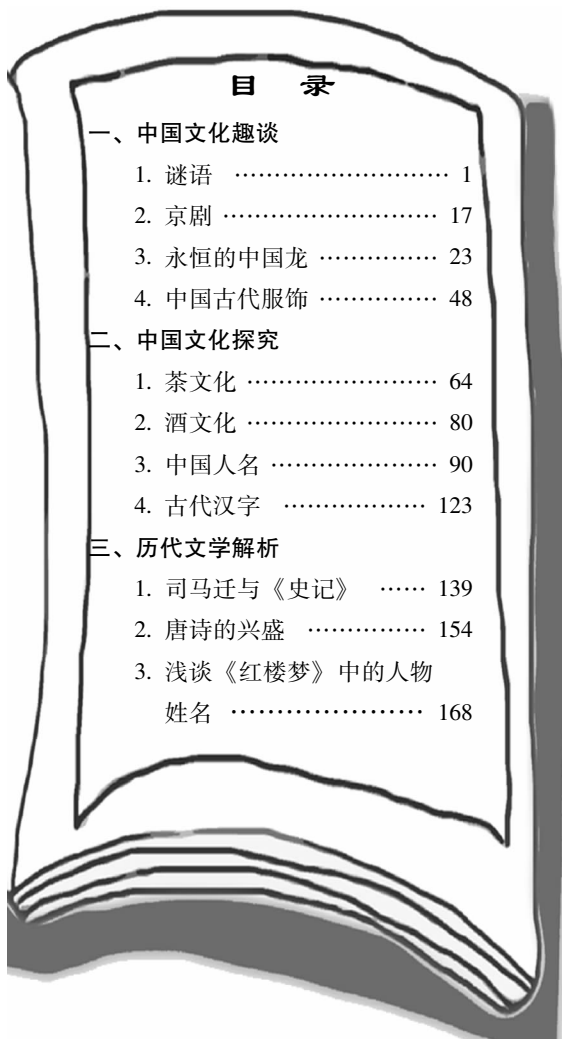 目 录
一、中国文化趣谈
1. 谜语 ………………………… 1
2. 京剧 ………………………… 17
3. 永恒的中国龙 …………… 23
4. 中国古代服饰 …………… 48
二、中国文化探究
1. 茶文化 ……………………… 64
2. 酒文化 ……………………… 80
3. 中国人名 ………………… 90
4. 古代汉字 ……………… 123
三、历代文学解析
1. 司马迁与《史记》 …… 139
2. 唐诗的兴盛 …………… 154
3. 浅谈《红楼梦》中的人物
姓名 …………………… 168